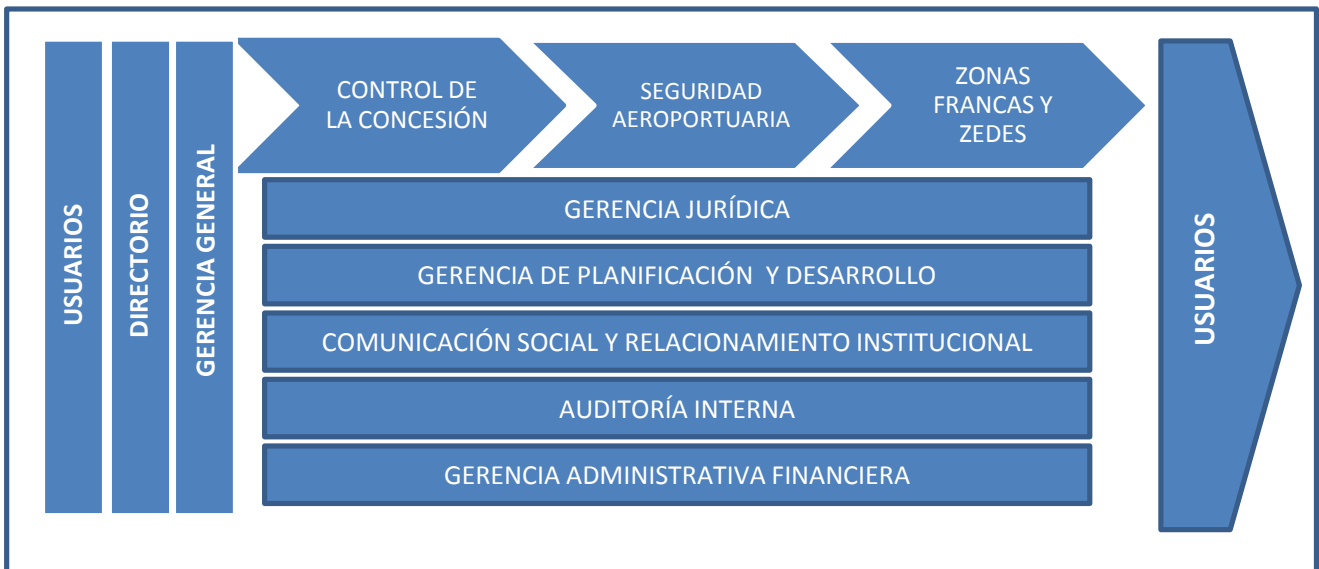 USUARIOS
DIRECTORIO
GERENCIA GENERAL
CONTROL DE
LA CONCESIÓN
SEGURIDAD
AEROPORTUARIA
ZONAS
FRANCAS Y
ZEDES
GERENCIA JURÍDICA
GERENCIA DE PLANIFICACIÓN Y DESARROLLO
COMUNICACIÓN SOCIAL Y RELACIONAMIENTO INSTITUCIONAL
AUDITORÍA INTERNA
GERENCIA ADMINISTRATIVA FINANCIERA
USUARIOS